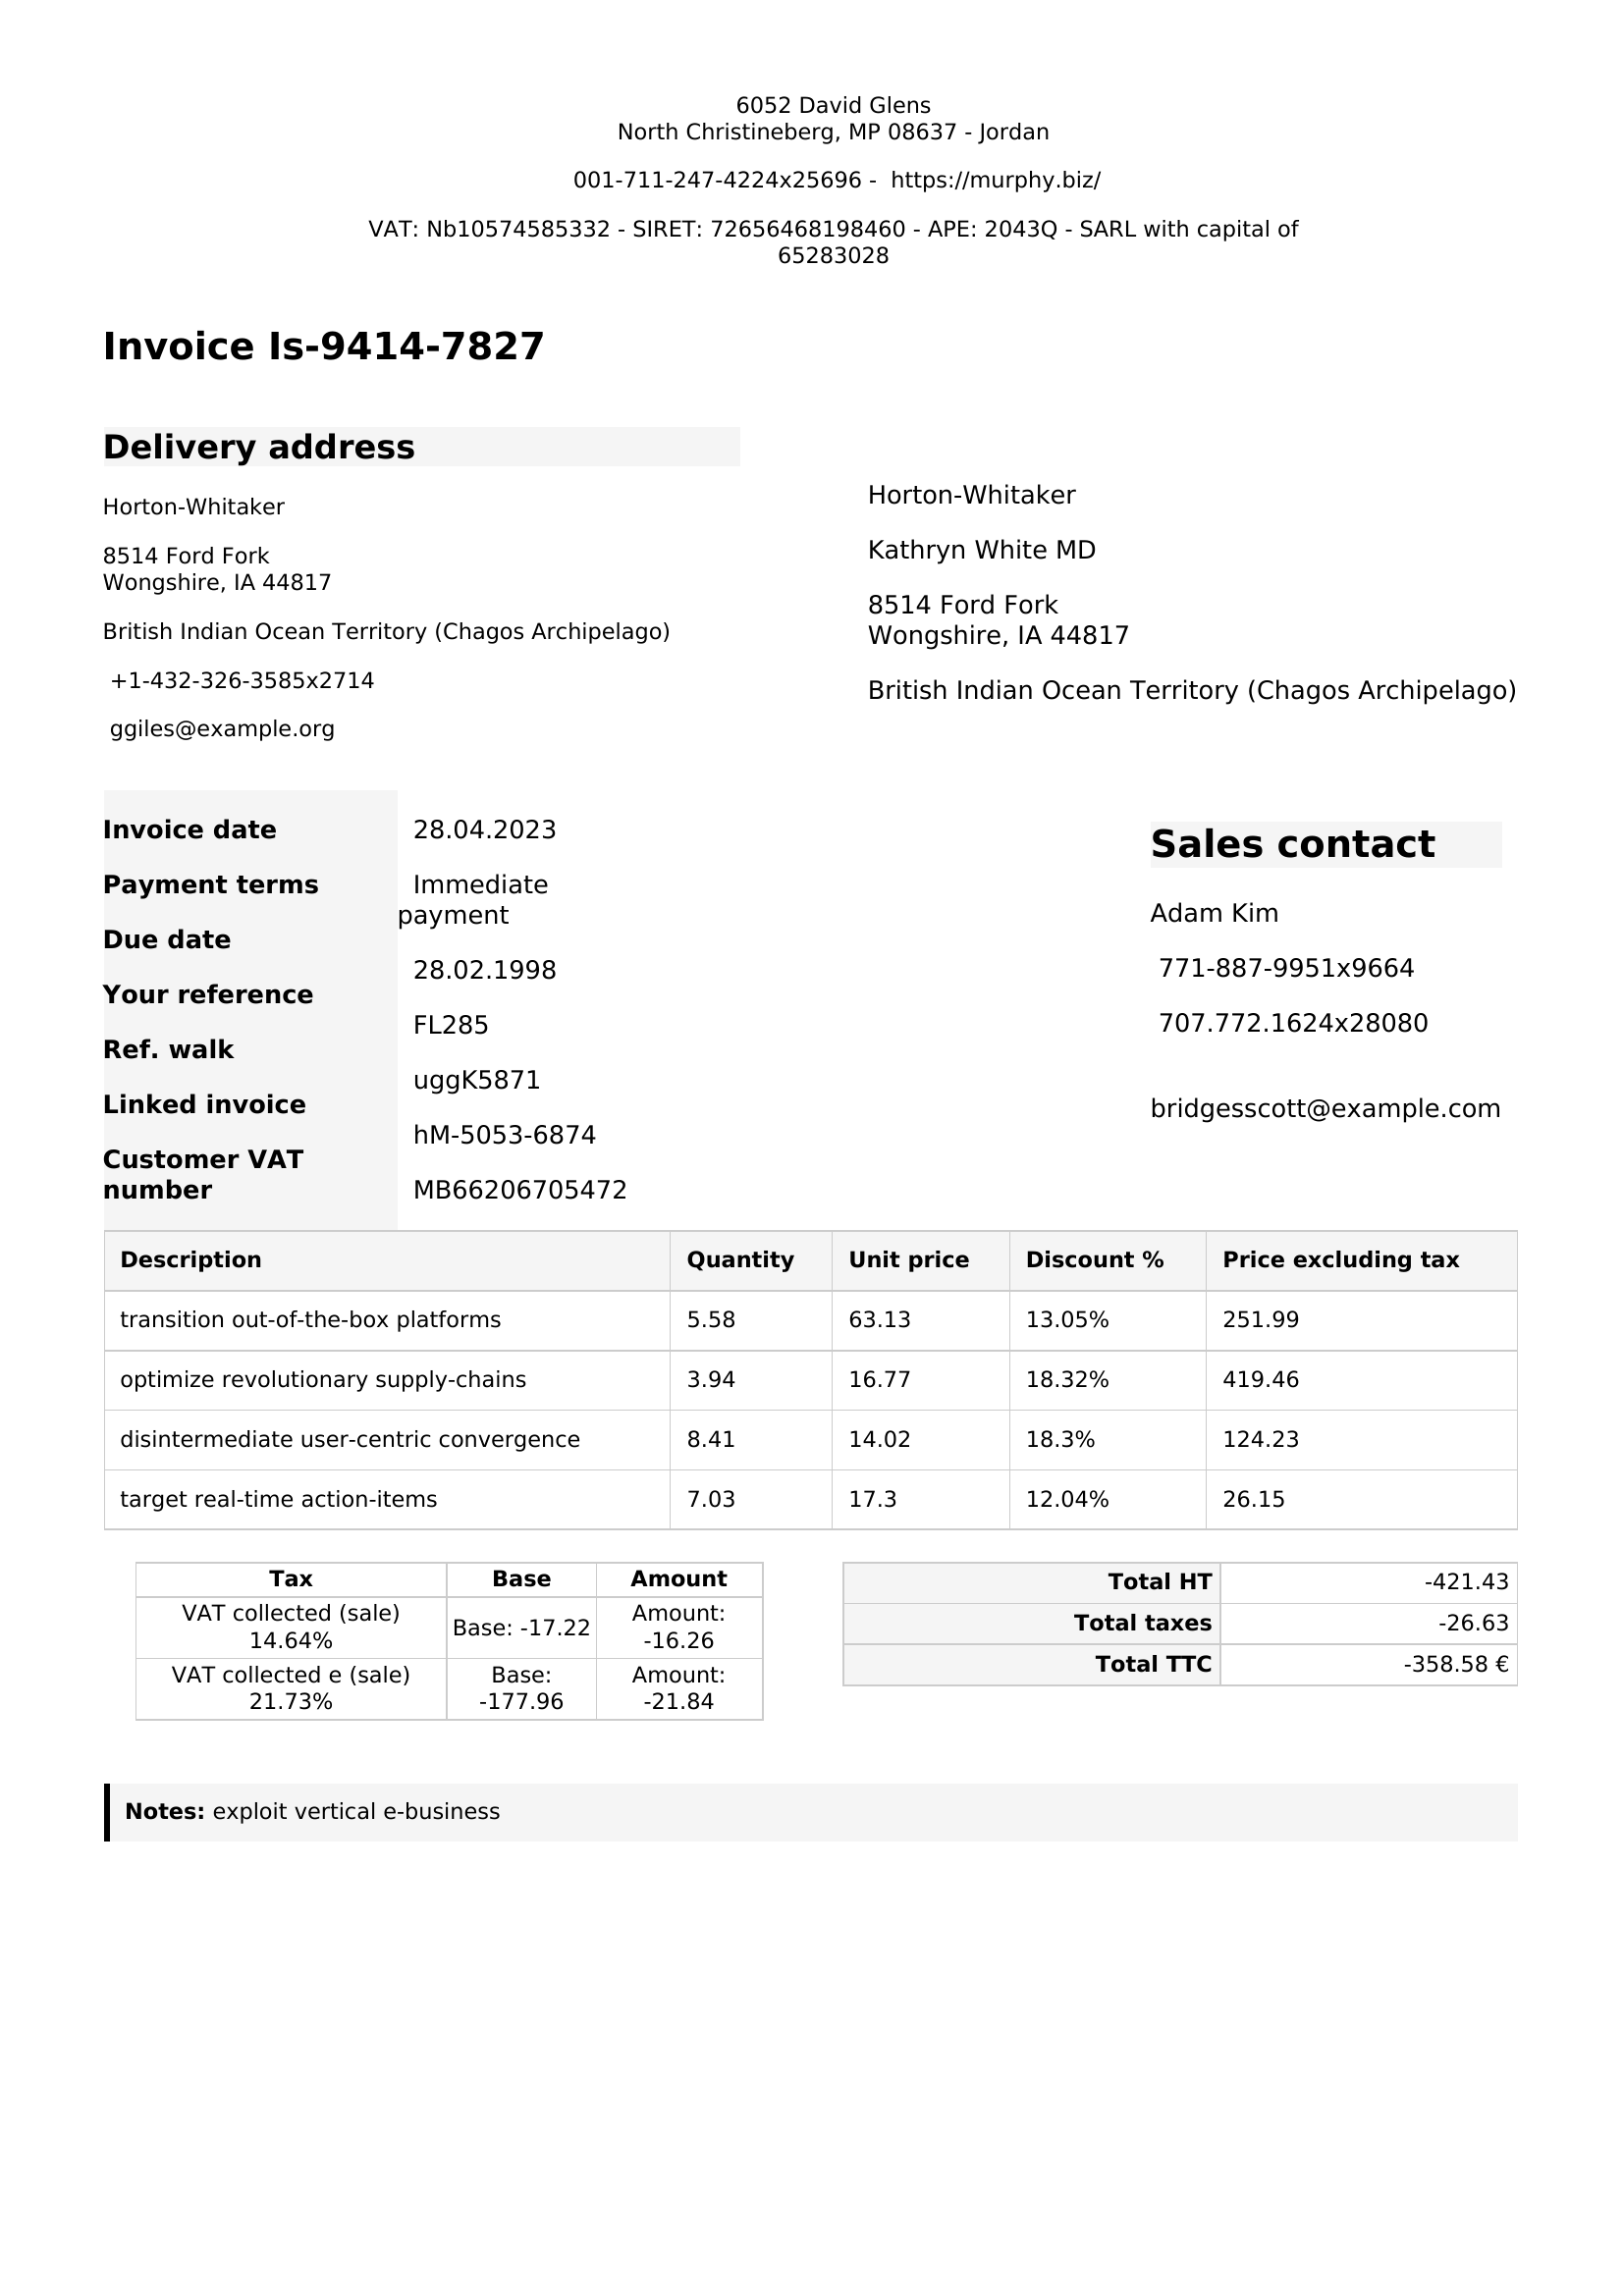 6052 David Glens
North Christineberg, MP 08637 - Jordan
001-711-247-4224x25696 -  https://murphy.biz/
VAT: Nb10574585332 - SIRET: 72656468198460 - APE: 2043Q - SARL with capital of
65283028
Invoice Is-9414-7827
Delivery address
Horton-Whitaker
8514 Ford Fork
Wongshire, IA 44817
British Indian Ocean Territory (Chagos Archipelago)
+1-432-326-3585x2714
ggiles@example.org
Horton-Whitaker
Kathryn White MD
8514 Ford Fork
Wongshire, IA 44817
British Indian Ocean Territory (Chagos Archipelago)
Invoice date
Payment terms
Due date
Your reference
Ref. walk
Linked invoice
Customer VAT
number
28.04.2023
Immediate
payment
28.02.1998
FL285
uggK5871
hM-5053-6874
MB66206705472
Sales contact
Adam Kim
771-887-9951x9664
707.772.1624x28080
bridgesscott@example.com
Description Quantity Unit price Discount % Price excluding tax
transition out-of-the-box platforms 5.58 63.13 13.05% 251.99
optimize revolutionary supply-chains 3.94 16.77 18.32% 419.46
disintermediate user-centric convergence 8.41 14.02 18.3% 124.23
target real-time action-items 7.03 17.3 12.04% 26.15
Tax Base Amount
VAT collected (sale)
14.64%
Base: -17.22
Amount:
-16.26
VAT collected e (sale)
21.73%
Base:
-177.96
Amount:
-21.84
Total HT -421.43
Total taxes -26.63
Total TTC -358.58 €
Notes: exploit vertical e-business